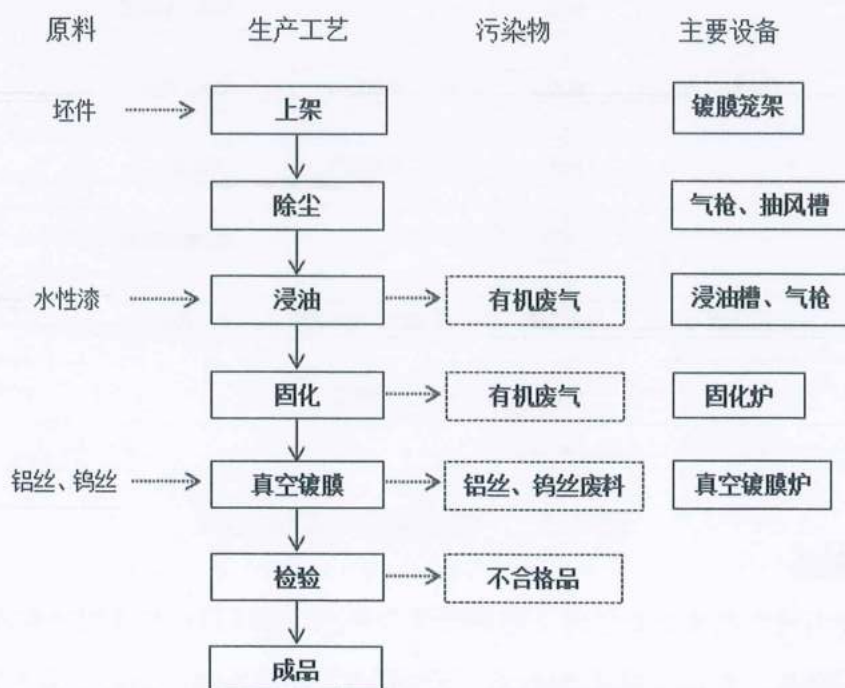 原料 生产工艺 污染物 主要设备
坯件 上架 镀膜笼架
除尘 气枪、抽风槽
水性漆 浸油 有机废气 浸油槽、气枪
固化 有机废气 固化炉
铝丝、钨丝 真空镀膜 铝丝、钨丝废料 真空镀膜炉
检验 不合格品
成品